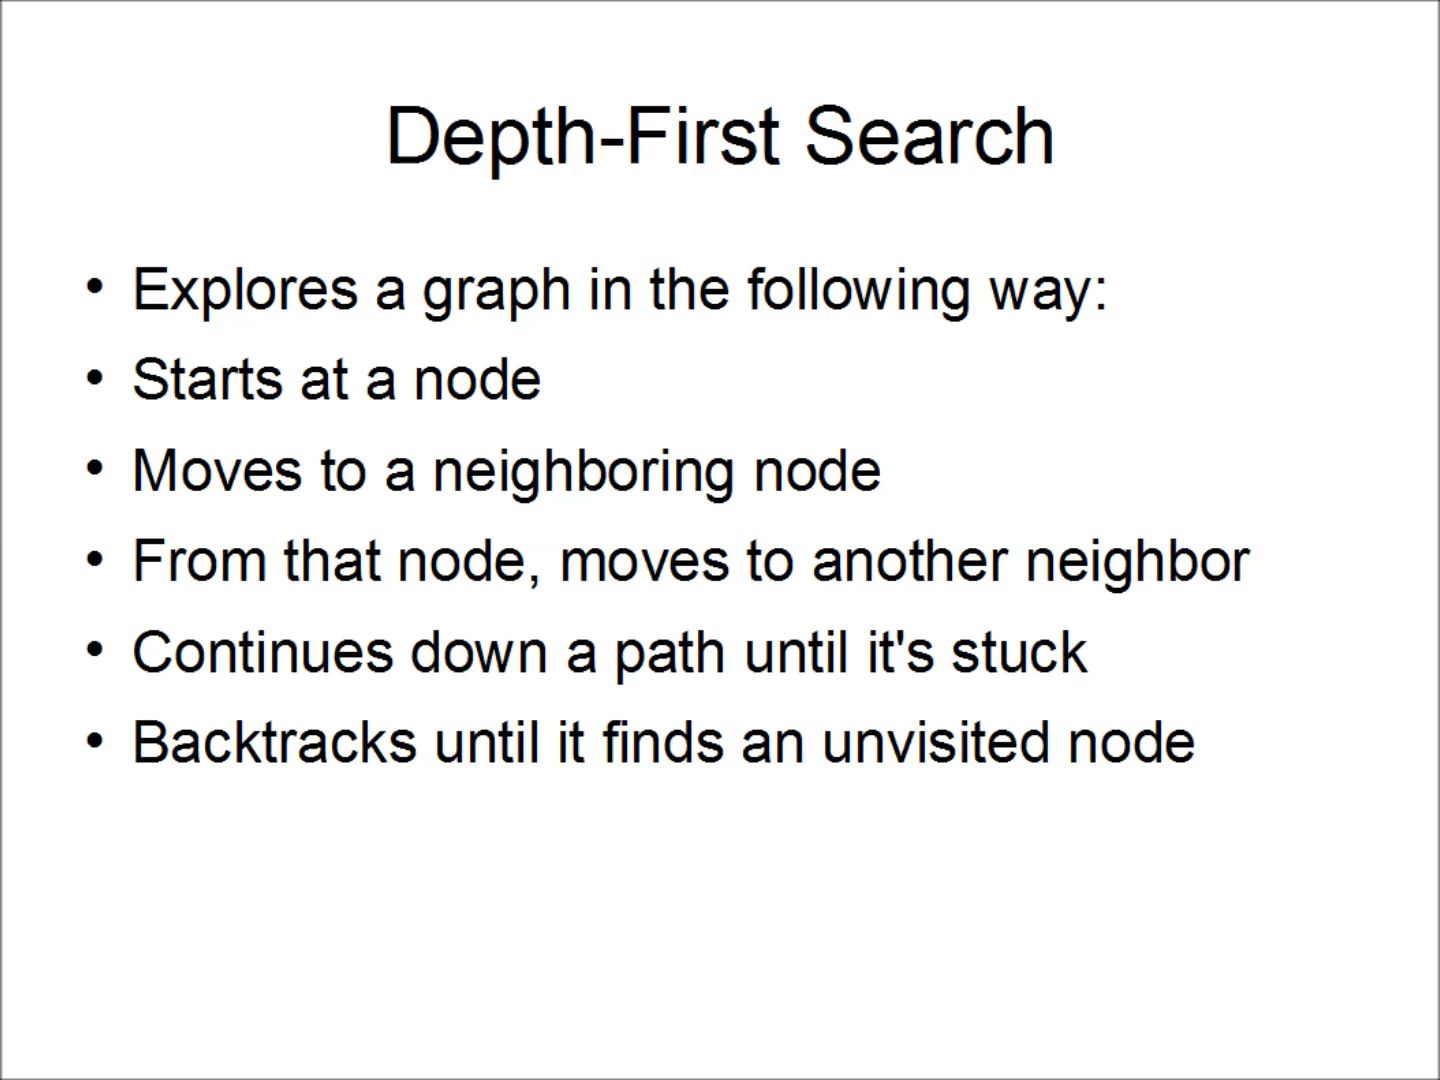 Depth-First Search
• Explores a graph in the following way:
• Starts at a node
• Moves to a neighboring node
• From that node, moves to another neighbor
• Continues down a path until it's stuck
• Backtracks until it finds an unvisited node